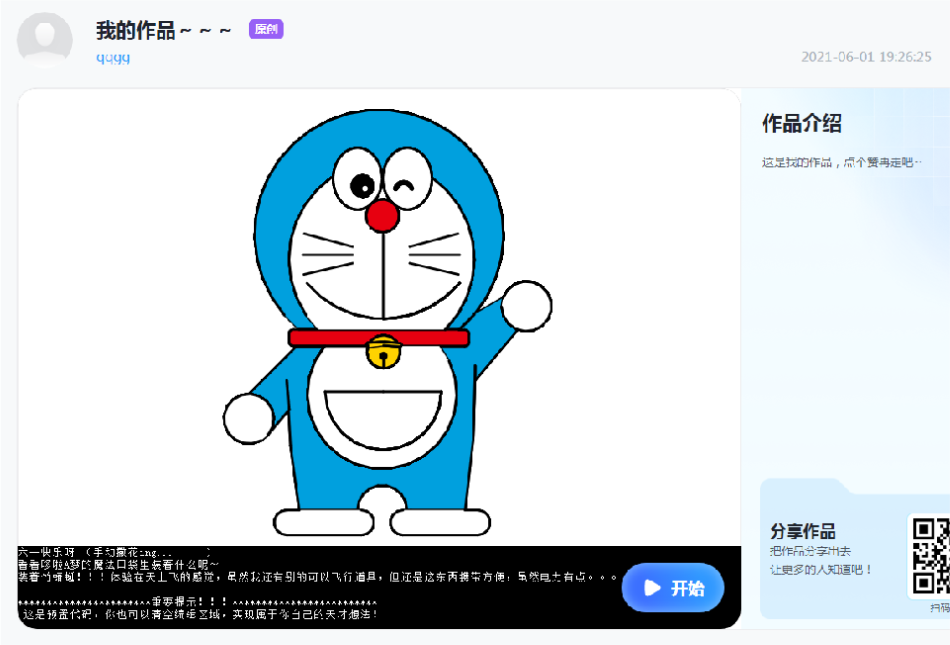 我的作品～～～ 原创
qqgg
2021-06-01 19:26:25
作品介绍
这是我的作品，点个赞再走吧~
六一快乐呀 （手动撒花ing... ）
看看哆啦A梦的魔法口袋里装着什么呢~
装着竹蜻蜓！！！体验在天上飞的感觉，虽然我还有别的可以飞行道具，但还是这东西携带方便，虽然电力有点。。。
重要提示！！！
这是预置代码，你也可以清空编程区域，实现属于你自己的天才想法！
开始
分享作品
把作品分享出去
让更多的人知道吧！
扫码